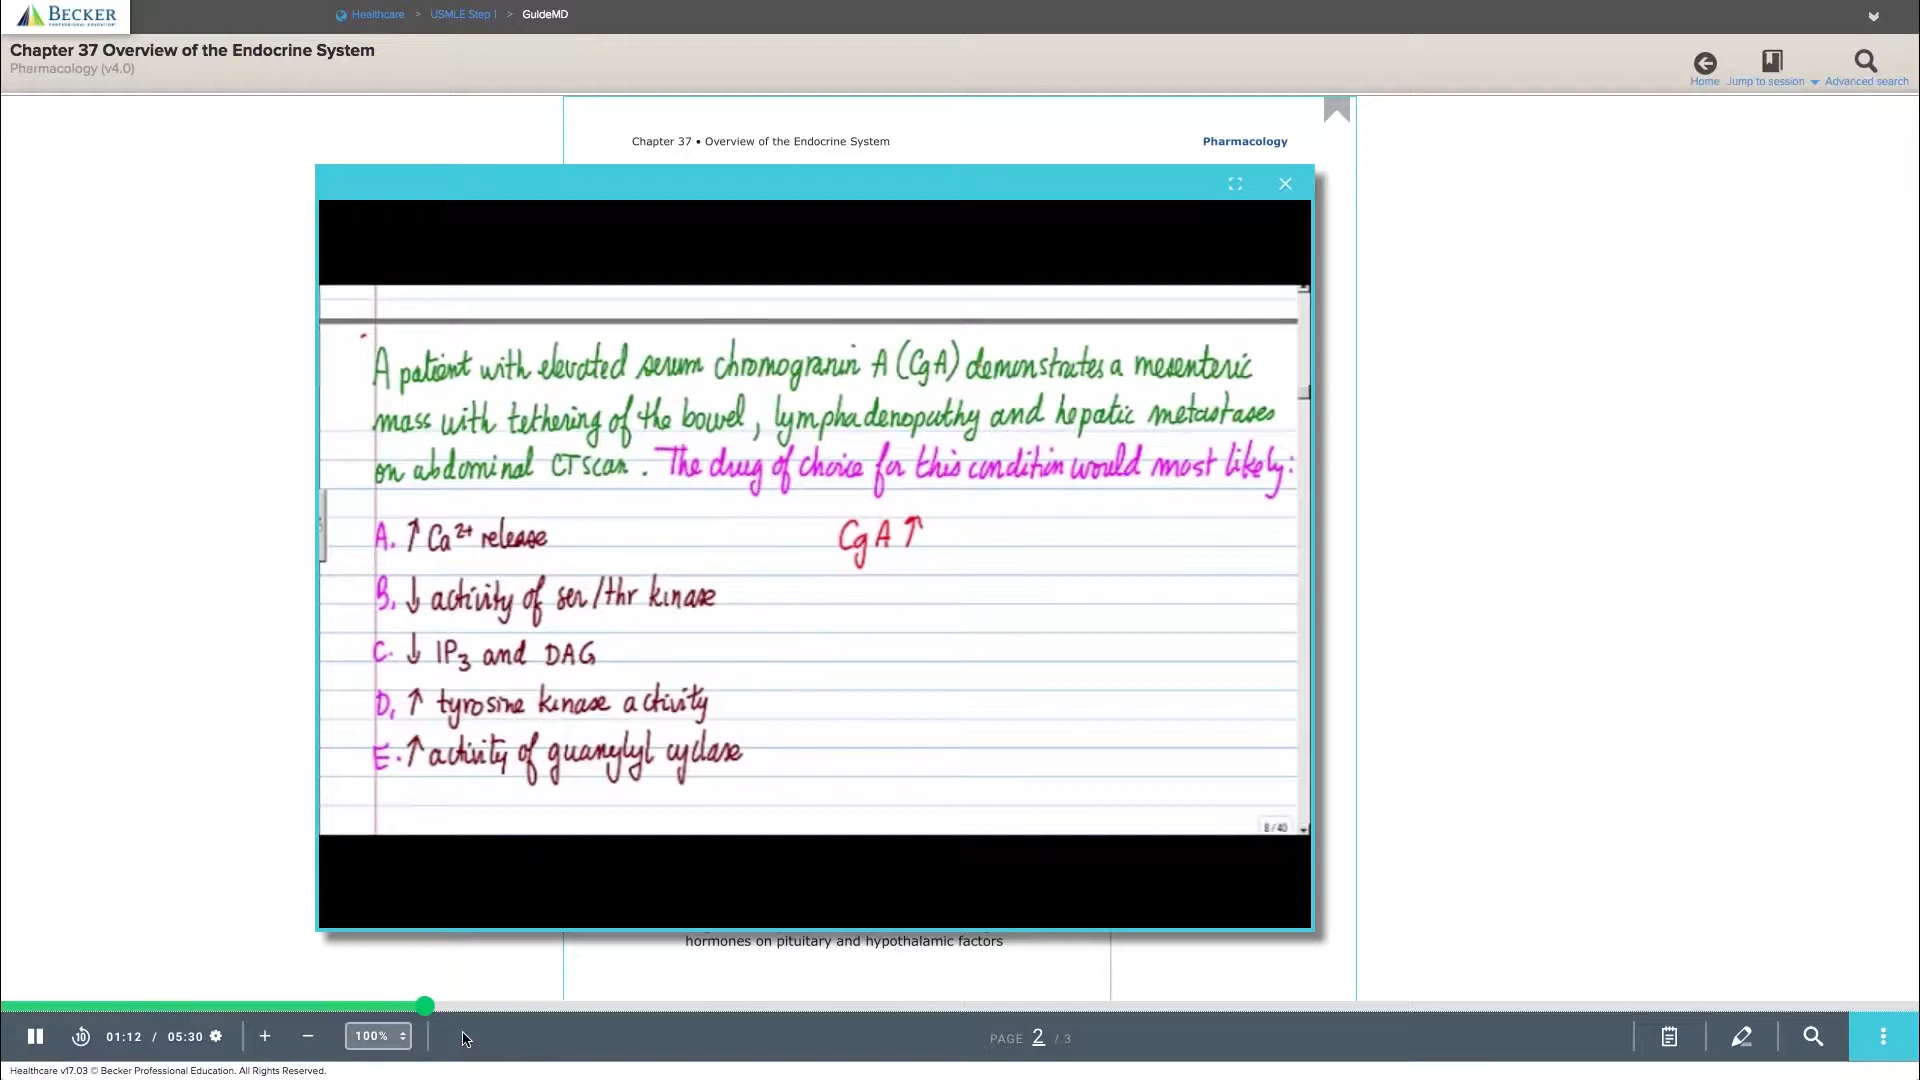 BECKER
PROFESSIONAL EDUCATION
Healthcare > USMLE Step 1 > GuideMD
Chapter 37 Overview of the Endocrine System
Pharmacology (v4.0)
Home Jump to session Advanced search
Chapter 37 • Overview of the Endocrine System Pharmacology
A patient with elevated serum chromogranin A (CgA) demonstrates a mesenteric
mass with tethering of the bowel, lymphadenopathy and hepatic metastases
on abdominal CT scan. The drug of choice for this condition would most likely:
A. ↑ Ca²⁺ release
CgA ↑
B. ↓ activity of ser/thr kinase
C. ↓ IP₃ and DAG
D. ↑ tyrosine kinase activity
E. ↑ activity of guanylyl cyclase
8/40
hormones on pituitary and hypothalamic factors
10 01:12 / 05:30 + − 100% PAGE 2 / 3
Healthcare v17.03 © Becker Professional Education. All Rights Reserved.